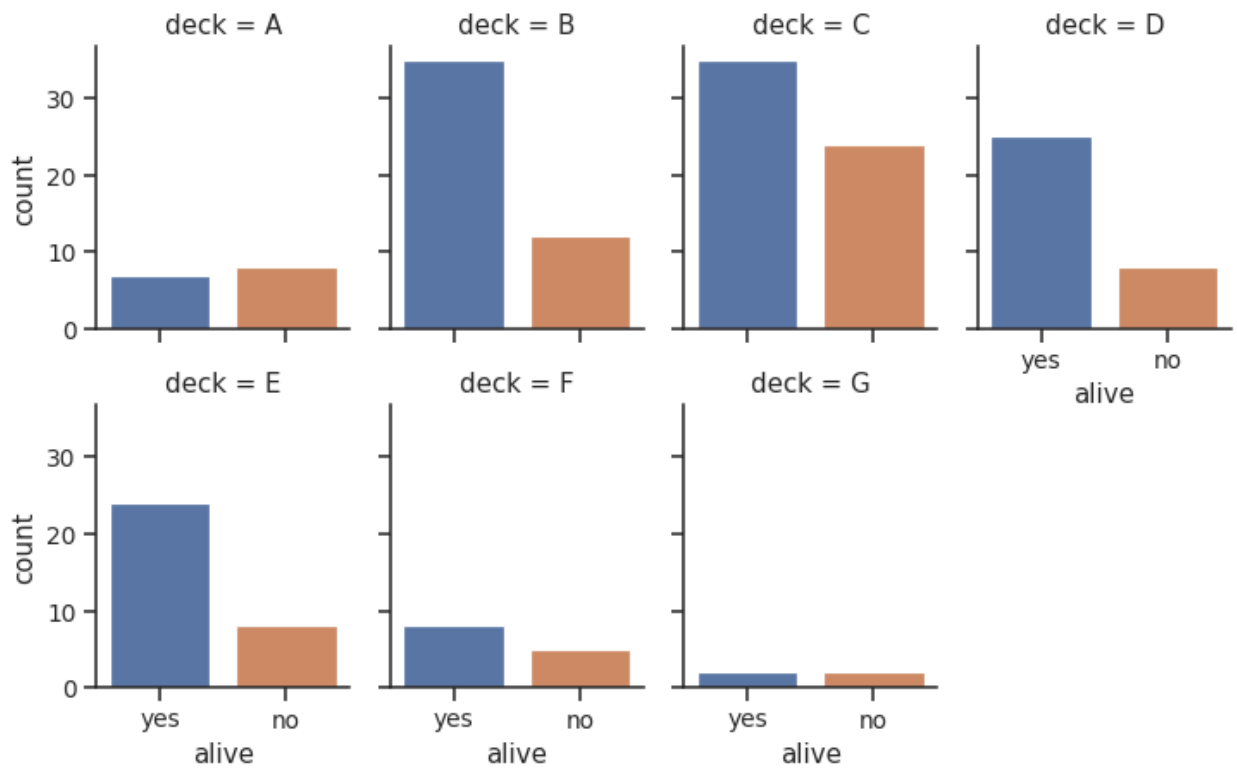 deck = A
deck = B
deck = C
deck = D
count
30
20
10
0
yes
no
alive
deck = E
deck = F
deck = G
count
30
20
10
0
yes
no
alive
yes
no
alive
yes
no
alive